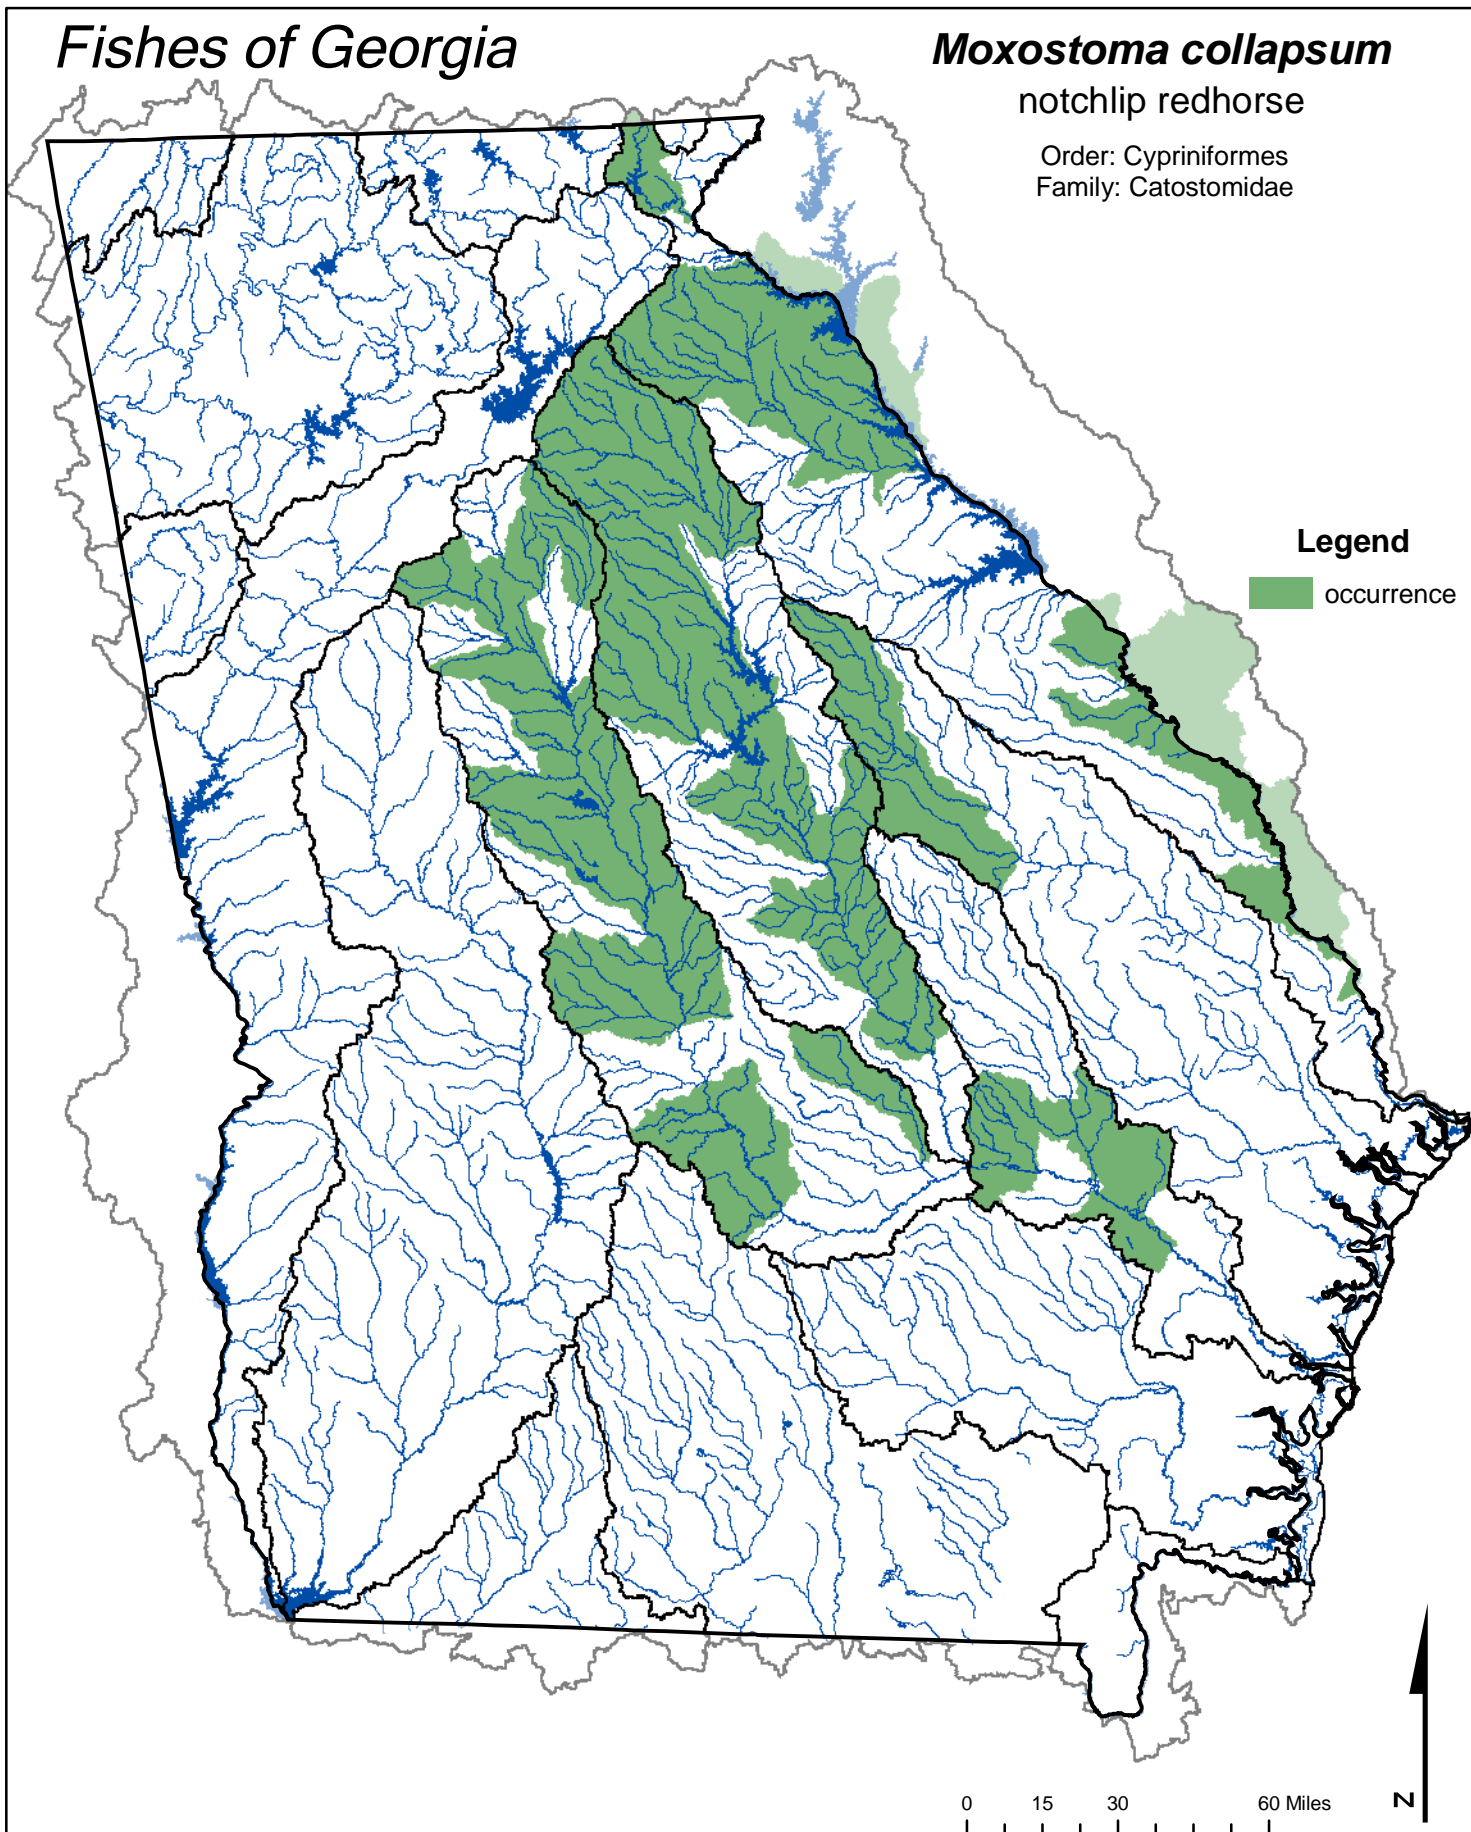 Fishes of Georgia
Moxostoma collapsum
notchlip redhorse
Order: Cypriniformes
Family: Catostomidae
Legend
occurrence
0 15 30 60 Miles
N